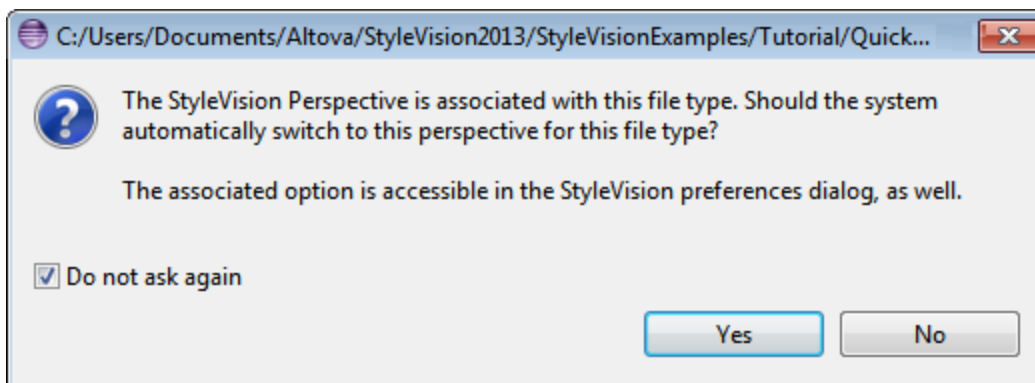 C:/Users/Documents/Altova/StyleVision2013/StyleVisionExamples/Tutorial/Quick...
The StyleVision Perspective is associated with this file type. Should the system
automatically switch to this perspective for this file type?
The associated option is accessible in the StyleVision preferences dialog, as well.
Do not ask again
Yes
No